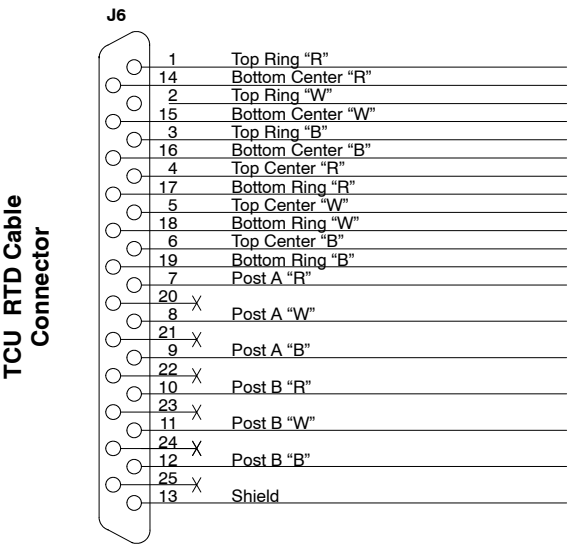 J6
TCU RTD Cable
Connector
1 Top Ring “R”
14 Bottom Center “R”
2 Top Ring “W”
15 Bottom Center “W”
3 Top Ring “B”
16 Bottom Center “B”
4 Top Center “R”
17 Bottom Ring “R”
5 Top Center “W”
18 Bottom Ring “W”
6 Top Center “B”
19 Bottom Ring “B”
7 Post A “R”
20
8 Post A “W”
21
9 Post A “B”
22
10 Post B “R”
23
11 Post B “W”
24
12 Post B “B”
25
13 Shield